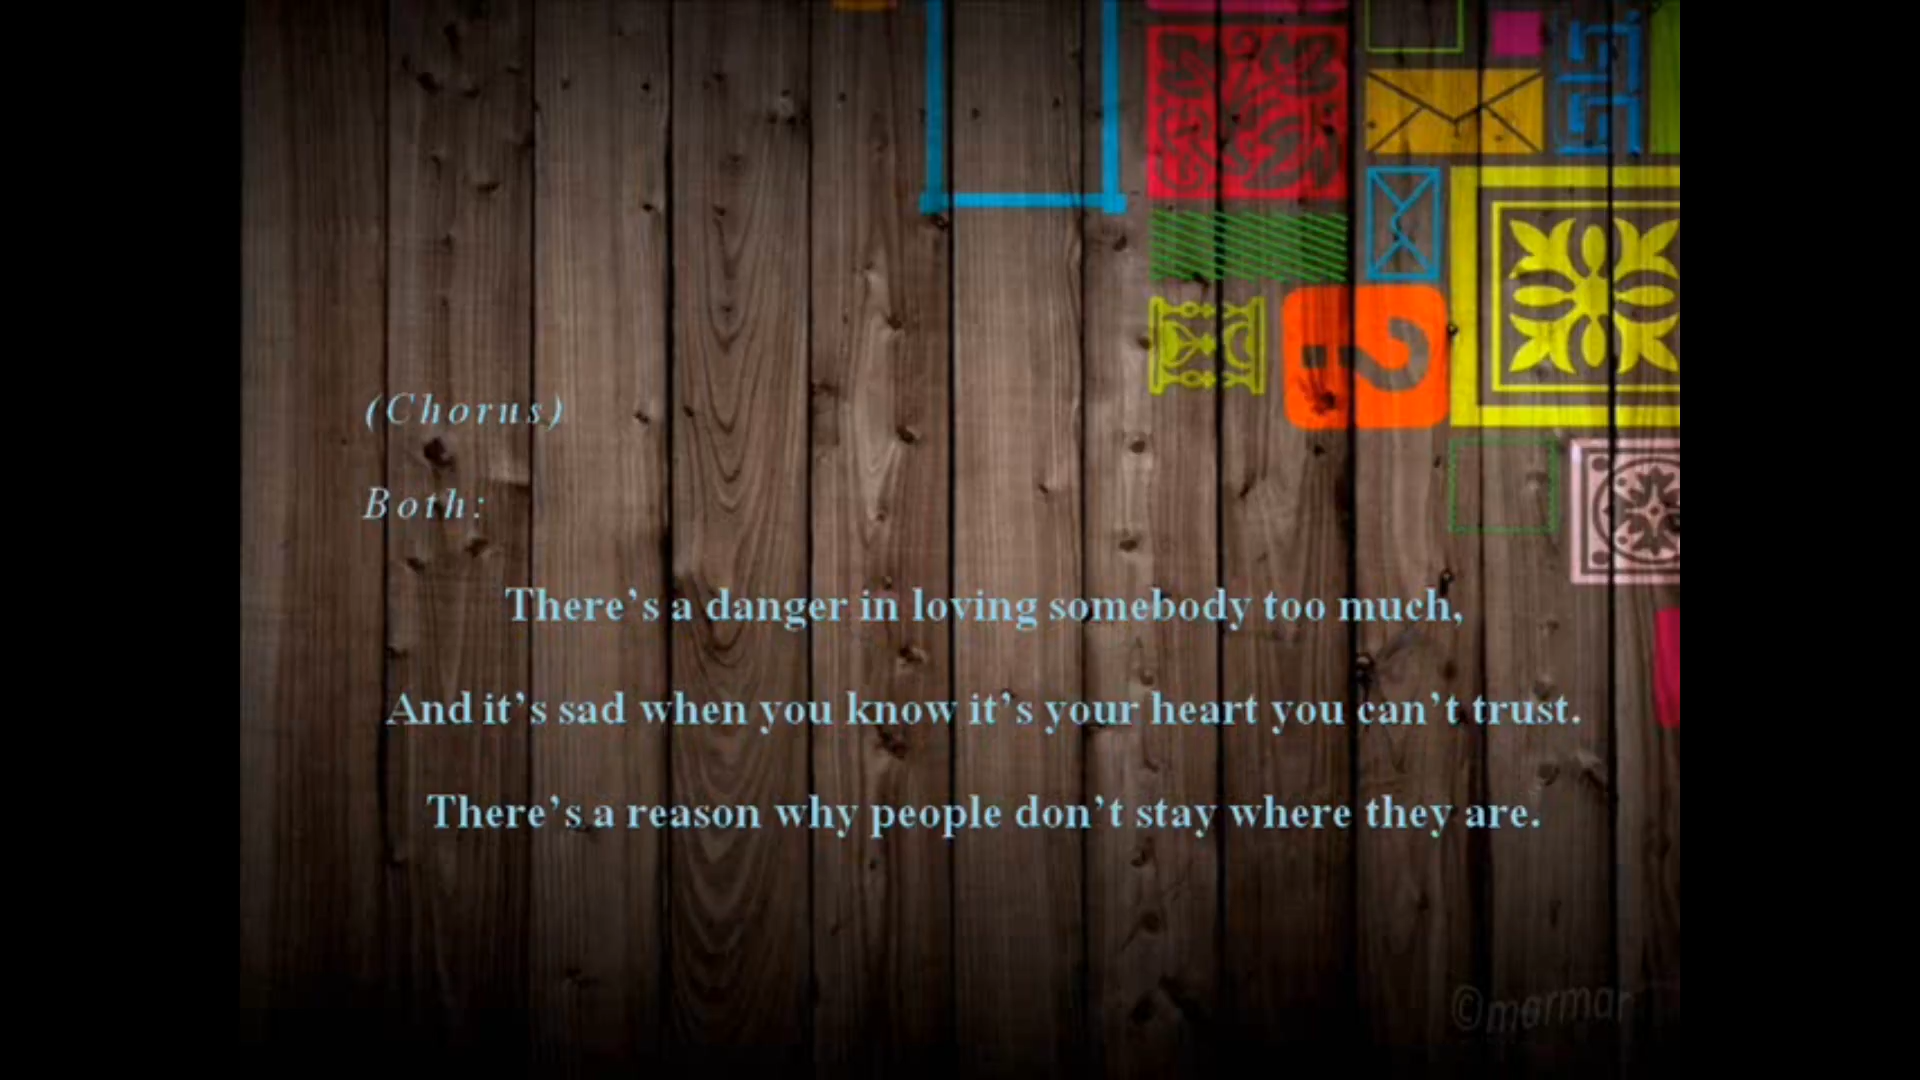 (Chorus)
Both:
There’s a danger in loving somebody too much,
And it’s sad when you know it’s your heart you can’t trust.
There’s a reason why people don’t stay where they are.
©marmar